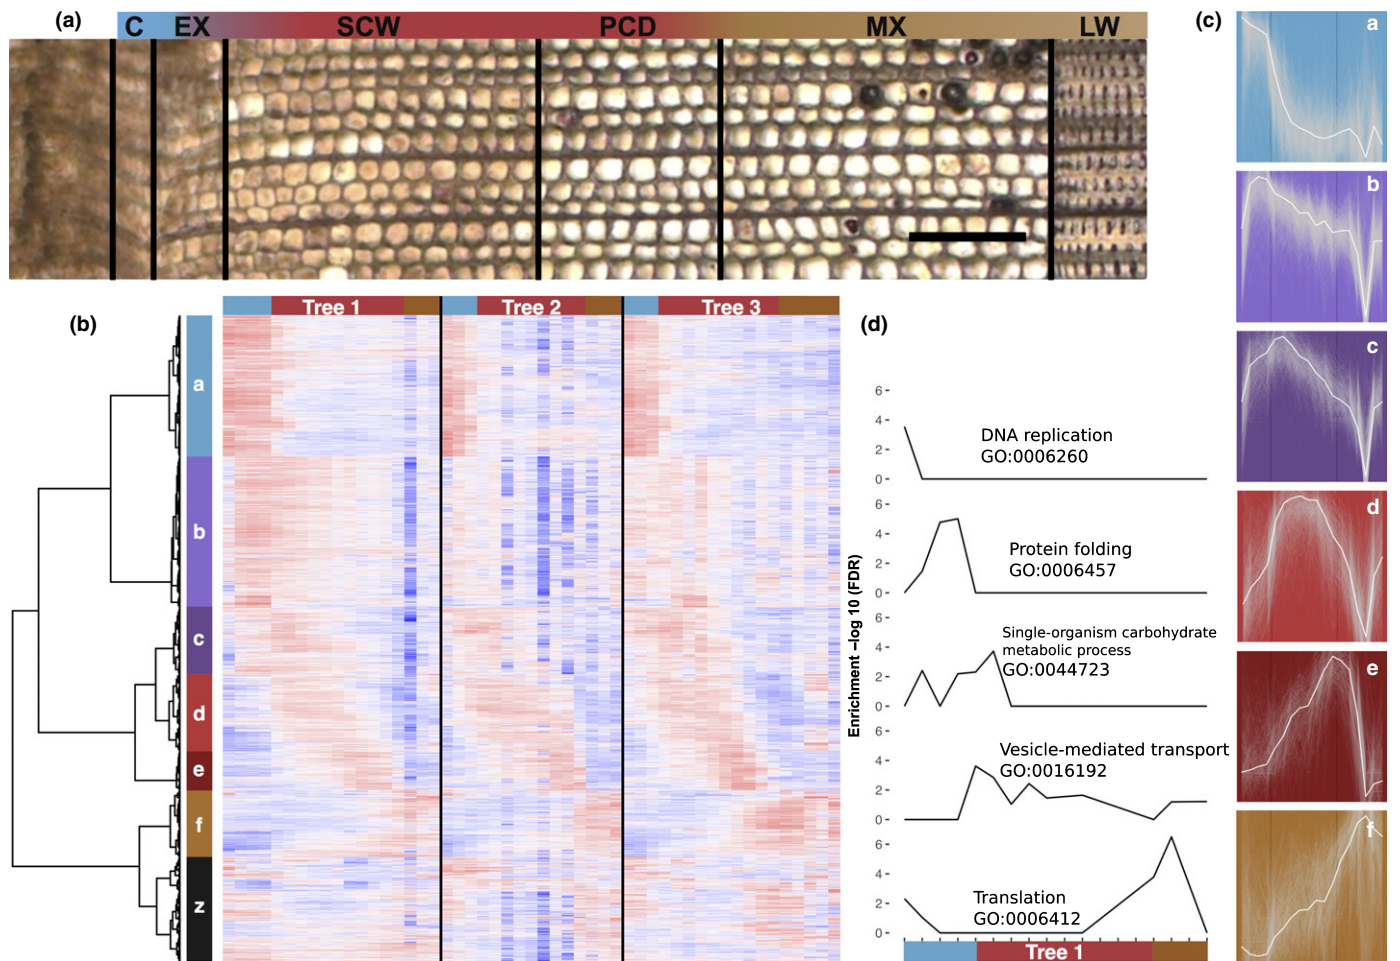 (a)
C EX SCW PCD MX LW
(b)
Tree 1 Tree 2 Tree 3
a
b
c
d
e
f
z
(c)
a
b
c
d
e
f
(d)
Enrichment –log 10 (FDR)
6
4
2
0
DNA replication
GO:0006260
6
4
2
0
Protein folding
GO:0006457
6
4
2
0
Single-organism carbohydrate
metabolic process
GO:0044723
6
4
2
0
Vesicle-mediated transport
GO:0016192
6
4
2
0
Translation
GO:0006412
Tree 1